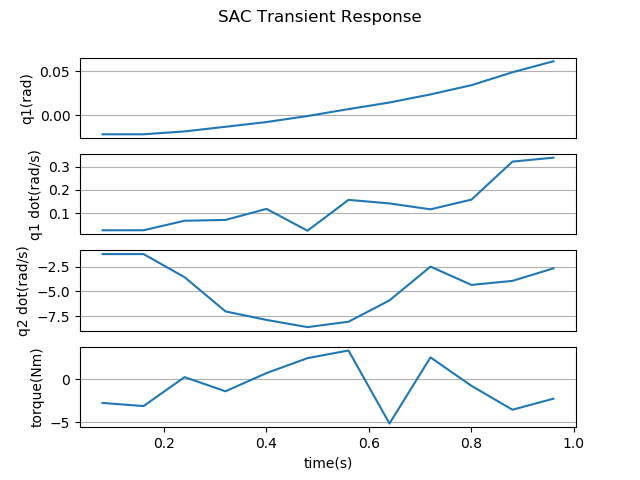 SAC Transient Response
q1(rad)
0.05
0.00
q1 dot(rad/s)
0.3
0.2
0.1
q2 dot(rad/s)
−2.5
−5.0
−7.5
torque(Nm)
0
−5
0.2 0.4 0.6 0.8 1.0
time(s)